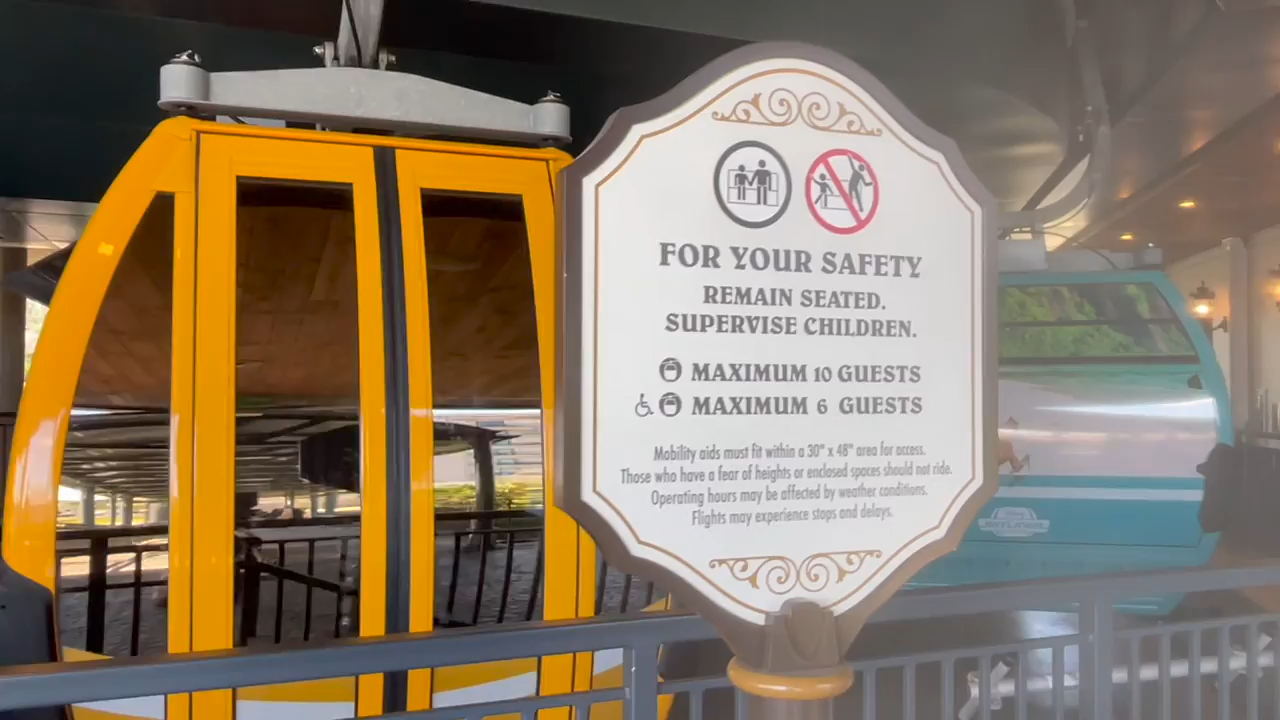 FOR YOUR SAFETY
REMAIN SEATED.
SUPERVISE CHILDREN.
MAXIMUM 10 GUESTS
MAXIMUM 6 GUESTS
Mobility aids must fit within a 30" x 48" area for access.
Those who have a fear of heights or enclosed spaces should not ride.
Operating hours may be affected by weather conditions.
Flights may experience stops and delays.
SKYLINER